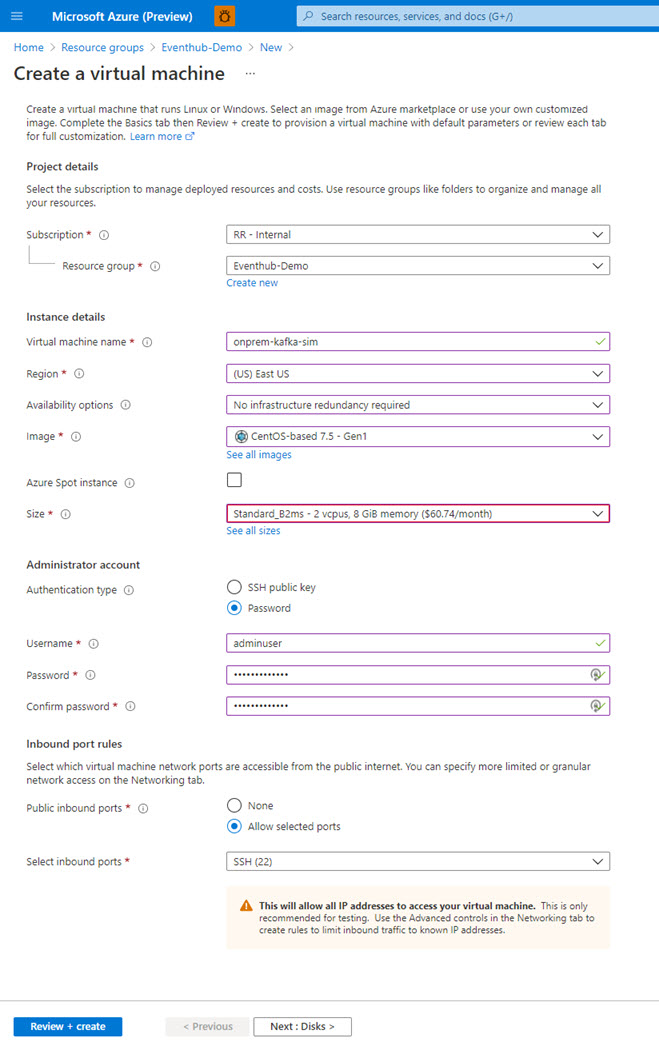 Microsoft Azure (Preview)
Search resources, services, and docs (G+/)
Home > Resource groups > Eventhub-Demo > New >
Create a virtual machine ...
Create a virtual machine that runs Linux or Windows. Select an image from Azure marketplace or use your own customized
image. Complete the Basics tab then Review + create to provision a virtual machine with default parameters or review each tab
for full customization. Learn more
Project details
Select the subscription to manage deployed resources and costs. Use resource groups like folders to organize and manage all
your resources.
Subscription *
RR - Internal
Resource group *
Eventhub-Demo
Create new
Instance details
Virtual machine name *
onprem-kafka-sim
Region *
(US) East US
Availability options
No infrastructure redundancy required
Image *
CentOS-based 7.5 - Gen1
See all images
Azure Spot instance
Size *
Standard_B2ms - 2 vcpus, 8 GiB memory ($60.74/month)
See all sizes
Administrator account
Authentication type
SSH public key
Password
Username *
adminuser
Password *
•••••••••••••
Confirm password *
•••••••••••••
Inbound port rules
Select which virtual machine network ports are accessible from the public internet. You can specify more limited or granular
network access on the Networking tab.
Public inbound ports *
None
Allow selected ports
Select inbound ports *
SSH (22)
This will allow all IP addresses to access your virtual machine. This is only
recommended for testing. Use the Advanced controls in the Networking tab to
create rules to limit inbound traffic to known IP addresses.
Review + create
< Previous
Next : Disks >